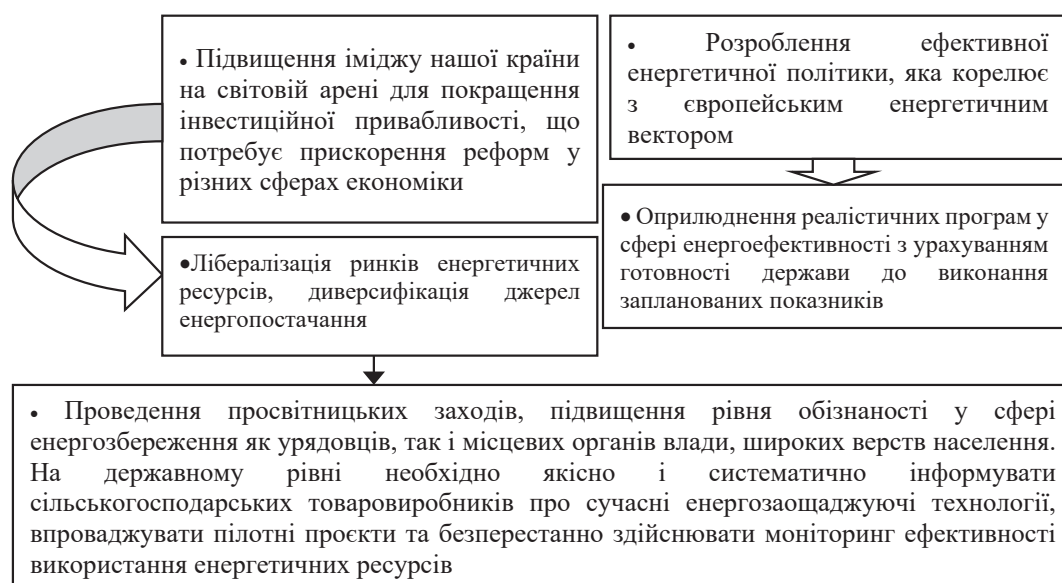 • Підвищення іміджу нашої країни
на світовій арені для покращення
інвестиційної привабливості, що
потребує прискорення реформ у
різних сферах економіки
• Розроблення ефективної
енергетичної політики, яка корелює
з європейським енергетичним
вектором
•Лібералізація ринків енергетичних
ресурсів, диверсифікація джерел
енергопостачання
• Оприлюднення реалістичних програм у
сфері енергоефективності з урахуванням
готовності держави до виконання
запланованих показників
• Проведення просвітницьких заходів, підвищення рівня обізнаності у сфері
енергозбереження як урядовців, так і місцевих органів влади, широких верств населення.
На державному рівні необхідно якісно і систематично інформувати
сільськогосподарських товаровиробників про сучасні енергозаощаджуючі технології,
впроваджувати пілотні проєкти та безперестанно здійснювати моніторинг ефективності
використання енергетичних ресурсів